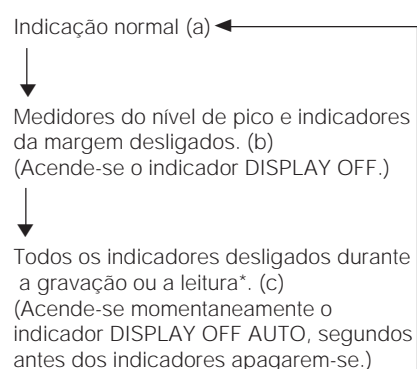 Indicação normal (a)
Medidores do nível de pico e indicadores
da margem desligados. (b)
(Acende-se o indicador DISPLAY OFF.)
Todos os indicadores desligados durante
a gravação ou a leitura*. (c)
(Acende-se momentaneamente o
indicador DISPLAY OFF AUTO, segundos
antes dos indicadores apagarem-se.)